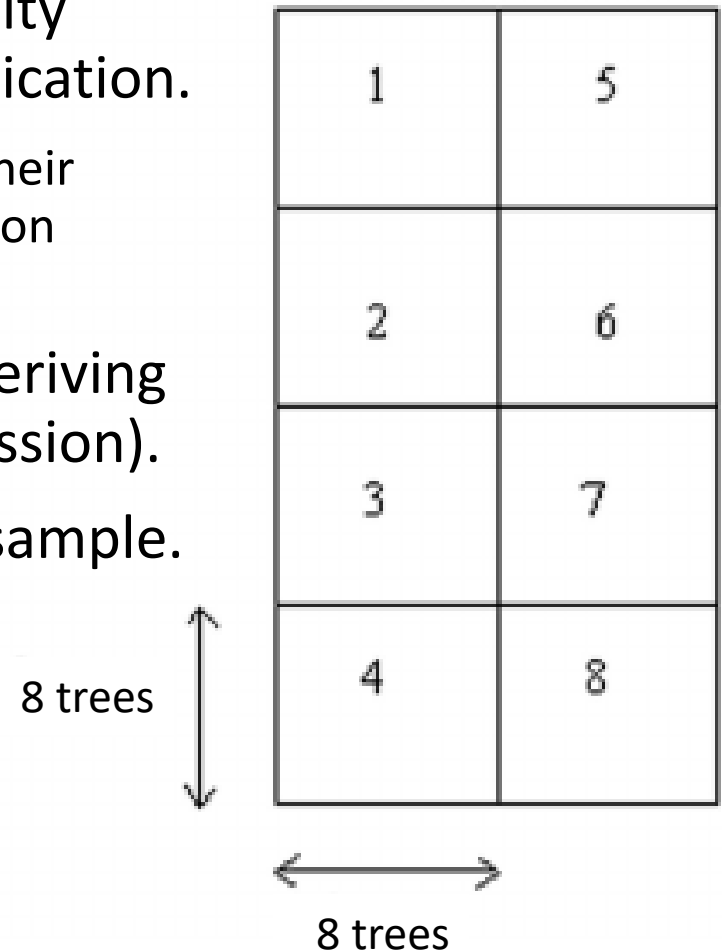 ity
ication.
heir
on
eriving
ssion).
sample.
1 5
2 6
3 7
4 8
8 trees
8 trees